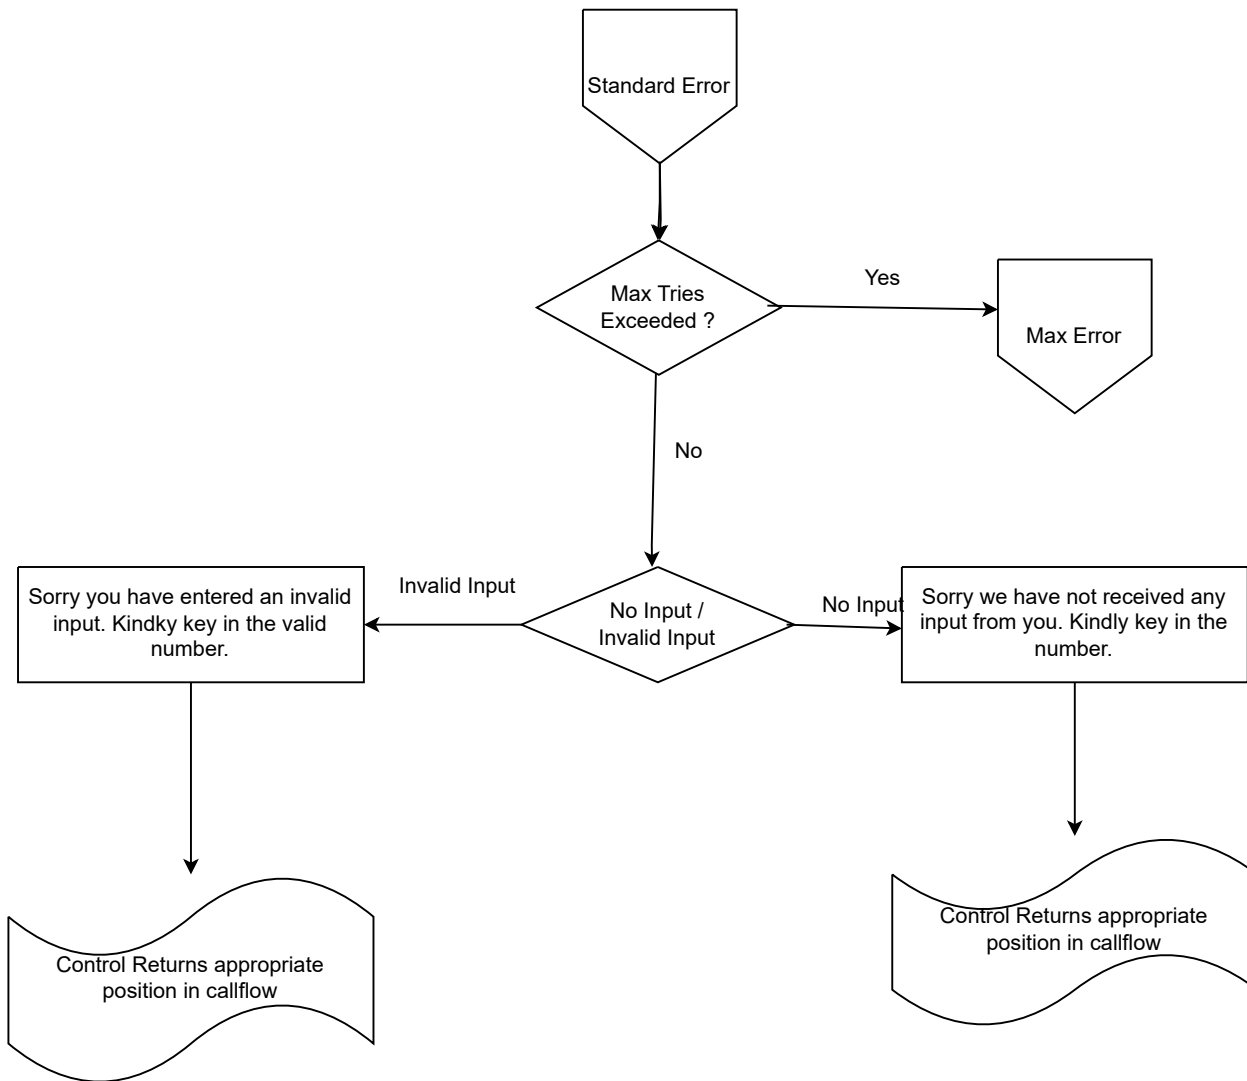 Standard Error
Max Tries
Exceeded ?
Yes
Max Error
No
Invalid Input
Sorry you have entered an invalid
input. Kindky key in the valid
number.
No Input /
Invalid Input
No Input
Sorry we have not received any
input from you. Kindly key in the
number.
Control Returns appropriate
position in callflow
Control Returns appropriate
position in callflow